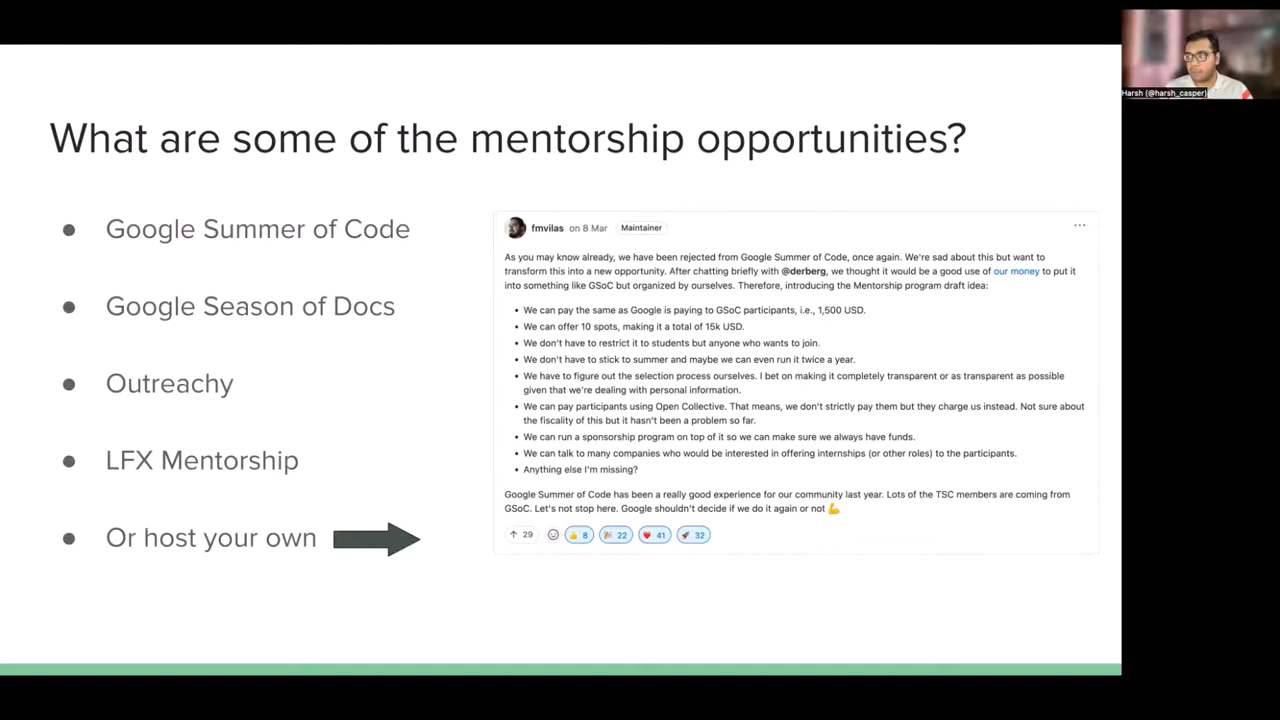 What are some of the mentorship opportunities?
● Google Summer of Code
● Google Season of Docs
● Outreachy
● LFX Mentorship
● Or host your own
fmvilas on 8 Mar Maintainer ...
As you may know already, we have been rejected from Google Summer of Code, once again. We're sad about this but want to
transform this into a new opportunity. After chatting briefly with @derberg, we thought it would be a good use of our money to put it
into something like GSoC but organized by ourselves. Therefore, introducing the Mentorship program draft idea:
• We can pay the same as Google is paying to GSoC participants, i.e., 1,500 USD.
• We can offer 10 spots, making it a total of 15k USD.
• We don't have to restrict it to students but anyone who wants to join.
• We don't have to stick to summer and maybe we can even run it twice a year.
• We have to figure out the selection process ourselves. I bet on making it completely transparent or as transparent as possible
given that we're dealing with personal information.
• We can pay participants using Open Collective. That means, we don't strictly pay them but they charge us instead. Not sure about
the fiscality of this but it hasn't been a problem so far.
• We can run a sponsorship program on top of it so we can make sure we always have funds.
• We can talk to many companies who would be interested in offering internships (or other roles) to the participants.
• Anything else I'm missing?
Google Summer of Code has been a really good experience for our community last year. Lots of the TSC members are coming from
GSoC. Let's not stop here. Google shouldn't decide if we do it again or not 💪
↑ 29 👍 8 🎉 22 ❤️ 41 🚀 32
Harsh (@harsh_casper)